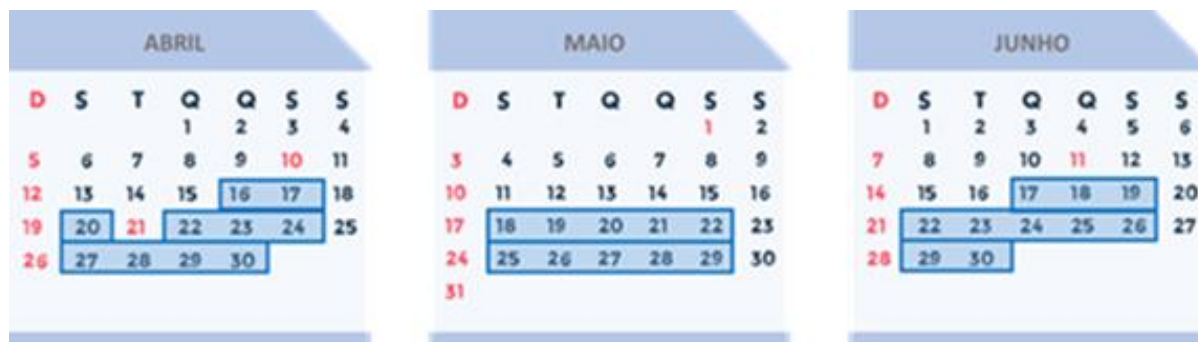 ABRIL
D S T Q Q S S
1 2 3 4
5 6 7 8 9 10 11
12 13 14 15 16 17 18
19 20 21 22 23 24 25
26 27 28 29 30
MAIO
D S T Q Q S S
1 2
3 4 5 6 7 8 9
10 11 12 13 14 15 16
17 18 19 20 21 22 23
24 25 26 27 28 29 30
31
JUNHO
D S T Q Q S S
1 2 3 4 5 6
7 8 9 10 11 12 13
14 15 16 17 18 19 20
21 22 23 24 25 26 27
28 29 30